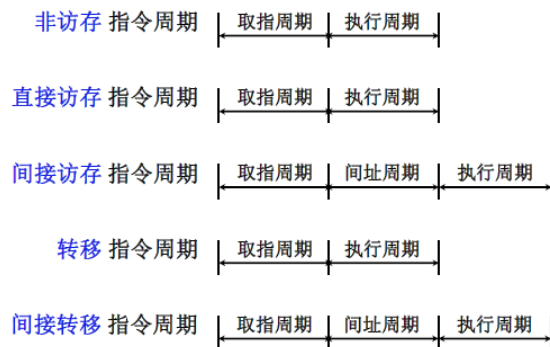 非访存 指令周期 取指周期 执行周期
直接访存 指令周期 取指周期 执行周期
间接访存 指令周期 取指周期 间址周期 执行周期
转移 指令周期 取指周期 执行周期
间接转移 指令周期 取指周期 间址周期 执行周期